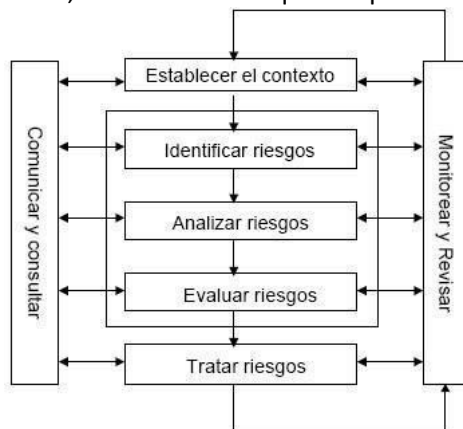 Establecer el contexto
Comunicar y consultar
Monitorear y Revisar
Identificar riesgos
Analizar riesgos
Evaluar riesgos
Tratar riesgos